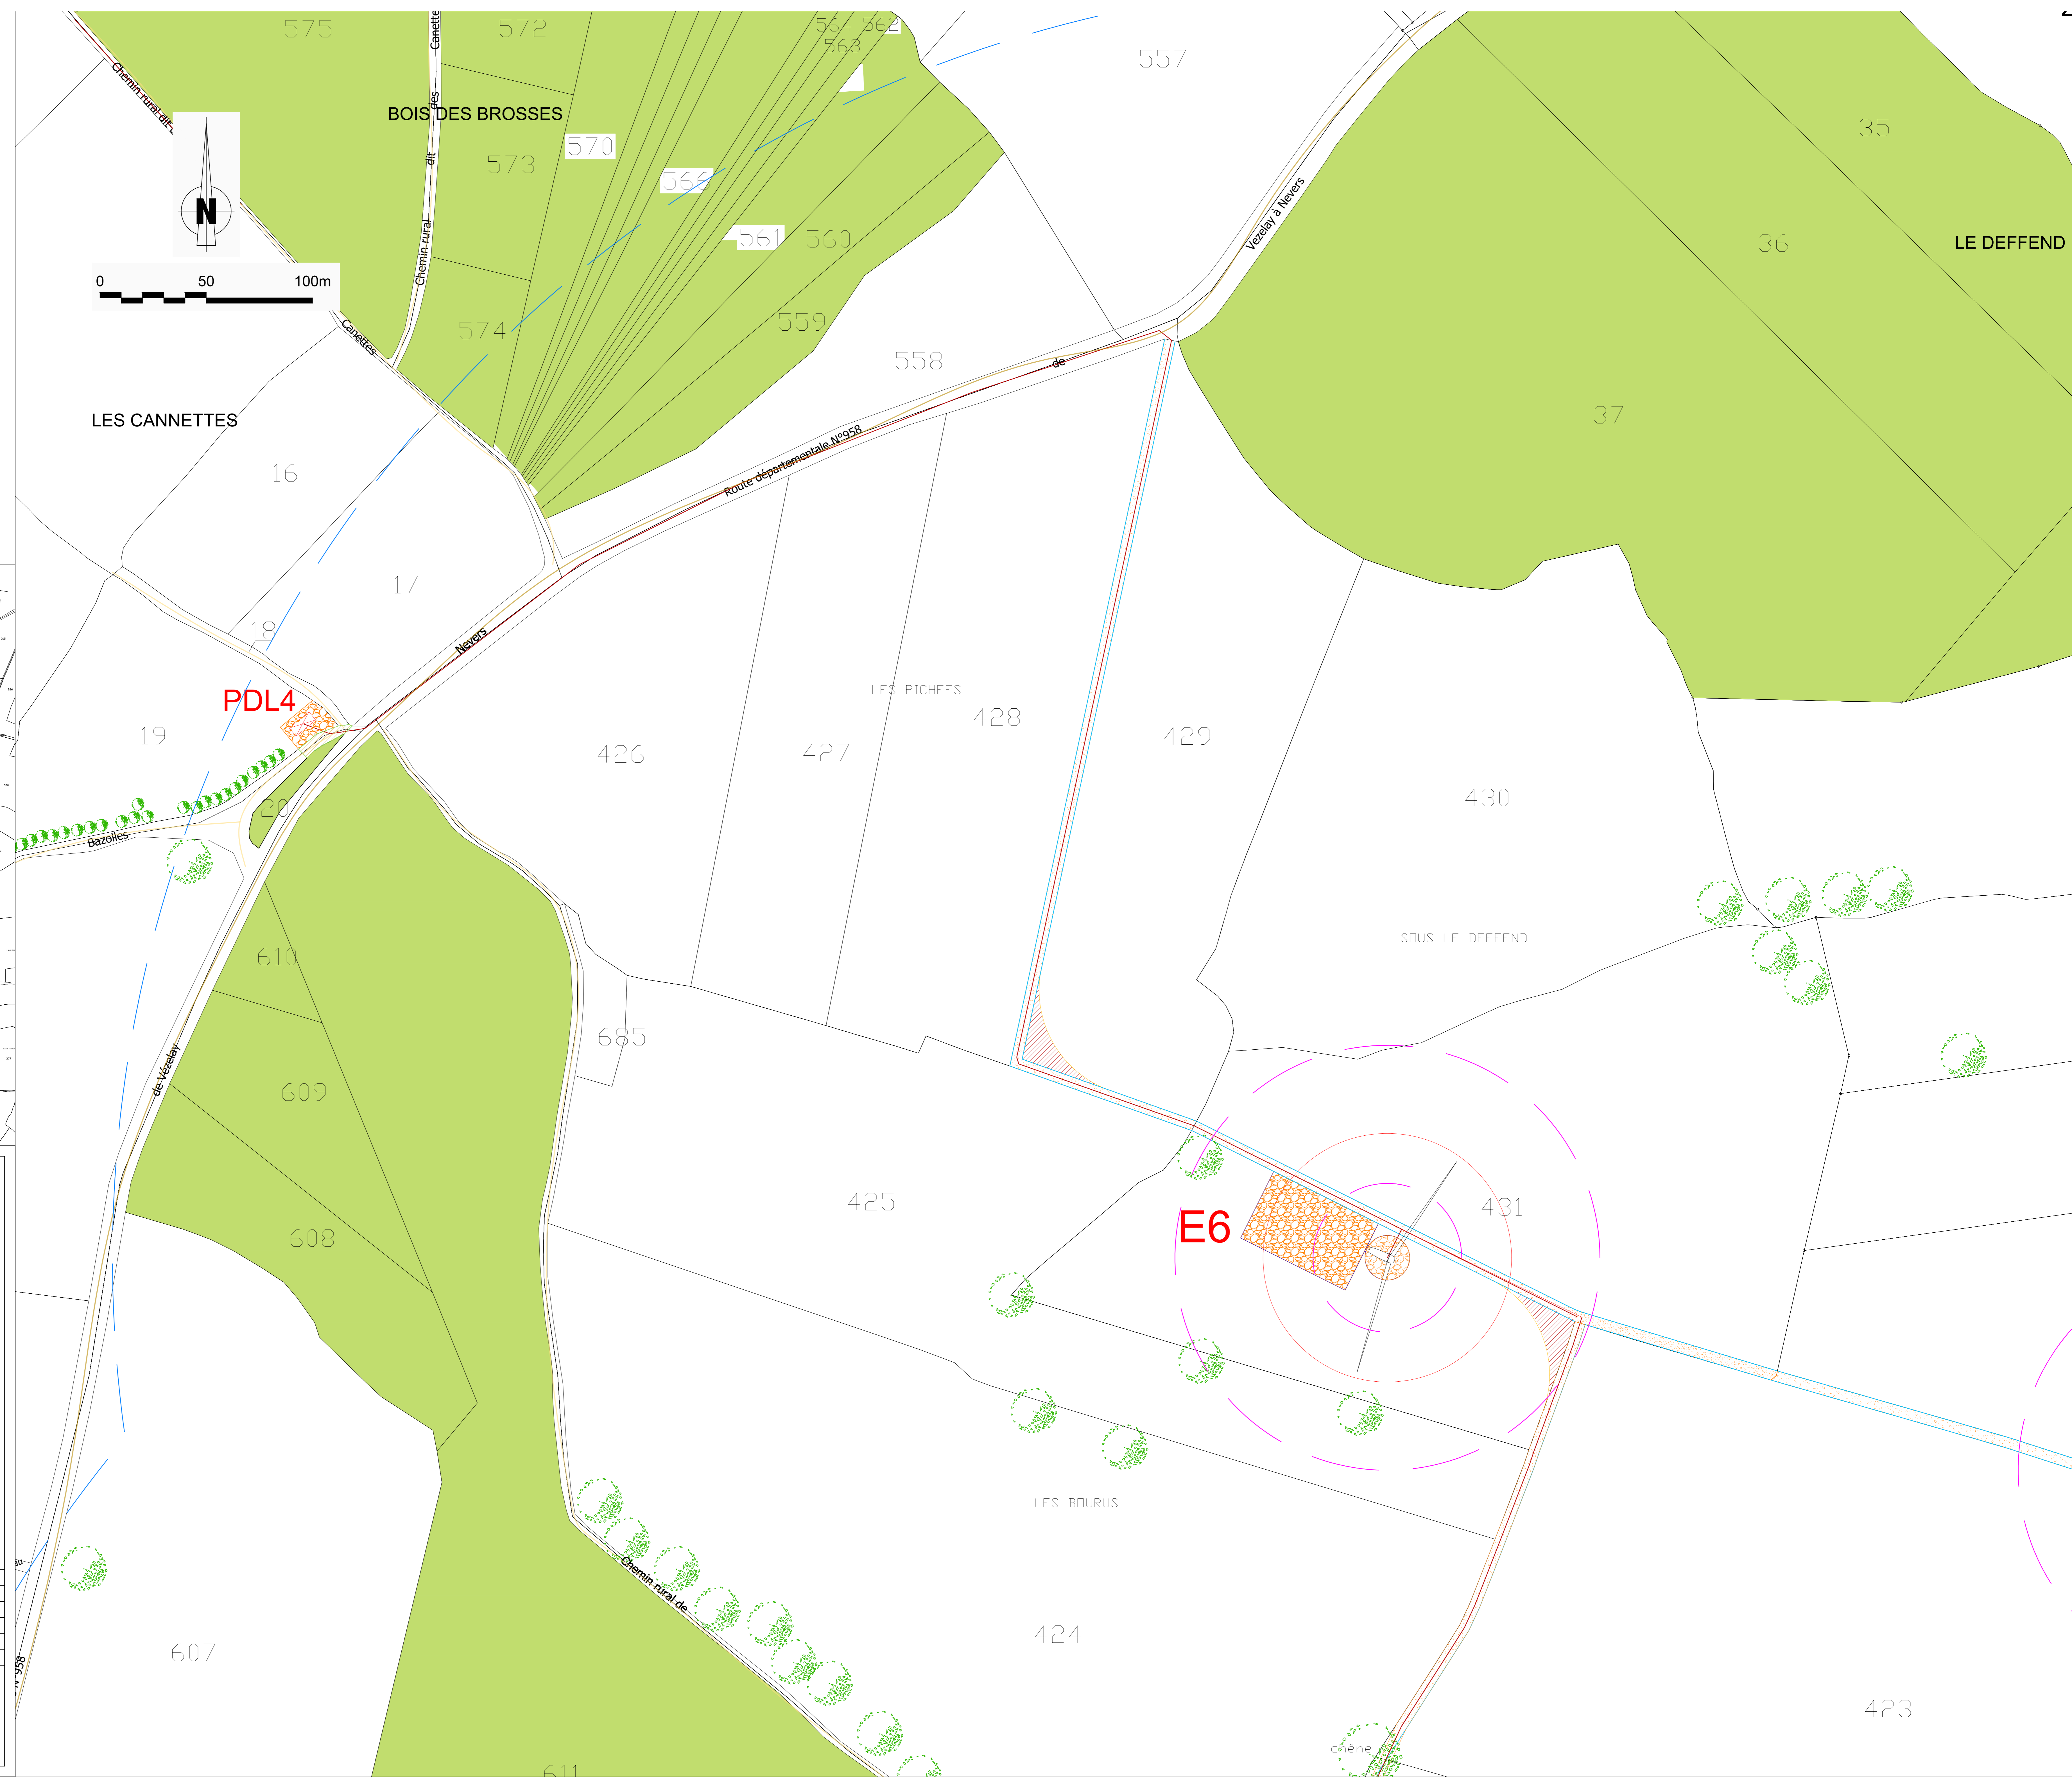 575
Canettes
572
564 562
563
557
Chemin rural dit
des
BOIS DES BROSSES
35
570
dit
573
566
N
Vezelay à Nevers
561
560
36
LE DEFFEND
Chemin rural
0 50 100m
574
559
Canettes
558
de
37
LES CANNETTES
Route départementale N°958
16
17
18
Nevers
PDL4
LES PICHEES
19
426
427
428
429
430
20
Bazolles
SOUS LE DEFFEND
610
685
de Vézelay
609
425
E6
431
608
LES BOURUS
Chemin rural de
424
607
N°958
423
chêne
611